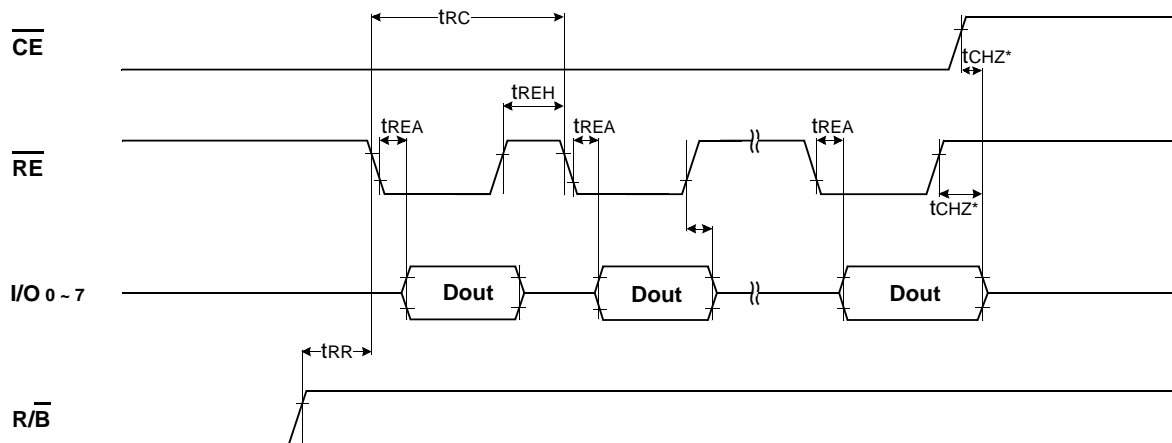 tRC
CE
tCHZ*
tREH
tREA
tREA
tREA
RE
tCHZ*
I/O 0 ~ 7
Dout
Dout
Dout
tRR
R/B